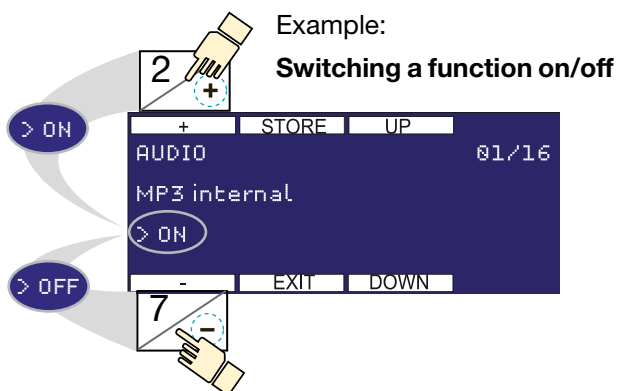 Example:
Switching a function on/off
2
+
> ON
+ STORE UP
AUDIO 01/16
MP3 internal
> ON
> OFF
- EXIT DOWN
7
-